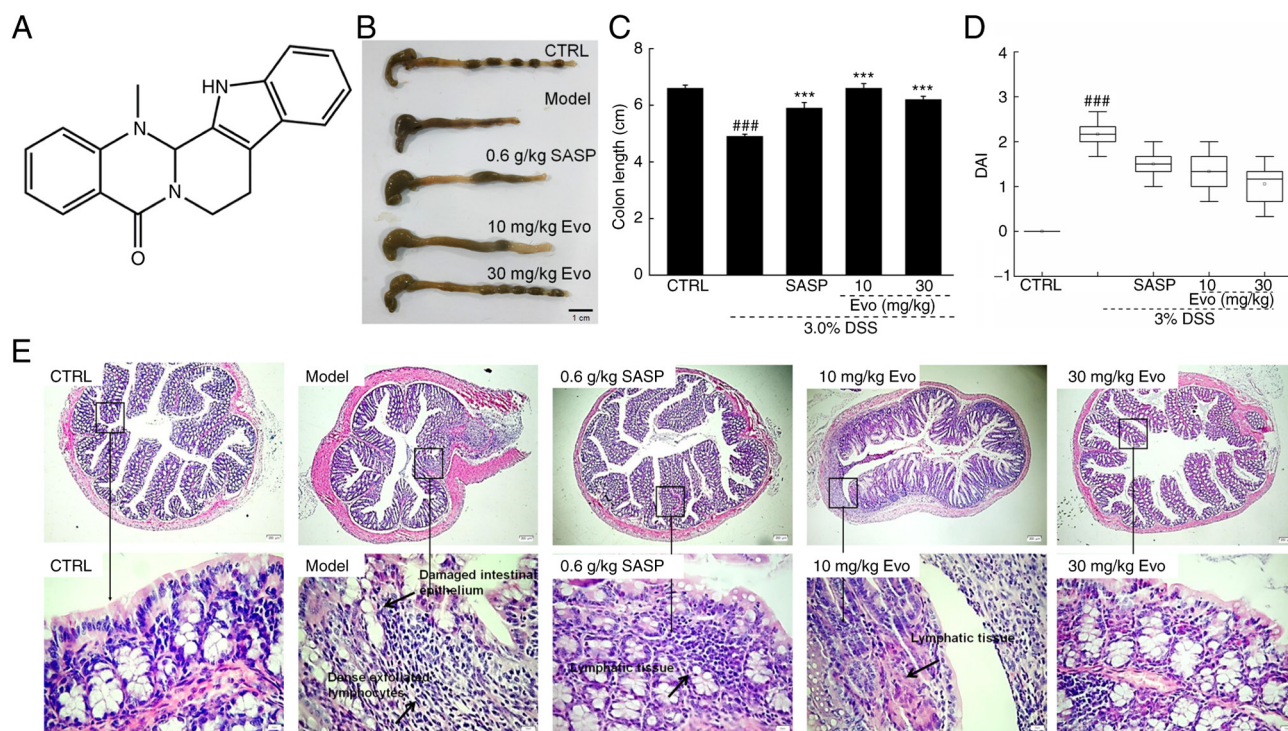 A
N
HN
N
O
B
CTRL
Model
0.6 g/kg SASP
10 mg/kg Evo
30 mg/kg Evo
1 cm
C
Colon length (cm)
8
6
4
2
0
###
***
***
***
CTRL
SASP
10
30
Evo (mg/kg)
3.0% DSS
D
DAI
4
3
2
1
0
−1
###
CTRL
SASP
10
30
Evo (mg/kg)
3% DSS
E
CTRL
Model
0.6 g/kg SASP
10 mg/kg Evo
30 mg/kg Evo
CTRL
Model
Damaged intestinal
epithelium
Dense exfoliated
lymphocytes
0.6 g/kg SASP
Lymphatic tissue
10 mg/kg Evo
Lymphatic tissue
30 mg/kg Evo